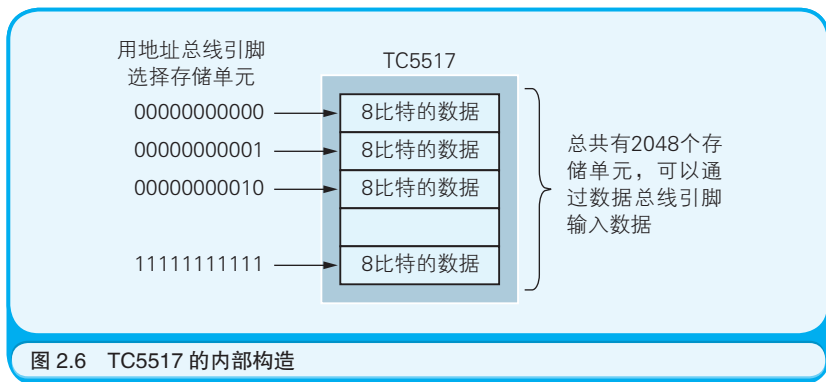 用地址总线引脚
选择存储单元
TC5517
00000000000
8比特的数据
00000000001
8比特的数据
00000000010
8比特的数据
11111111111
8比特的数据
总共有2048个存
储单元，可以通
过数据总线引脚
输入数据
图 2.6 TC5517 的内部构造